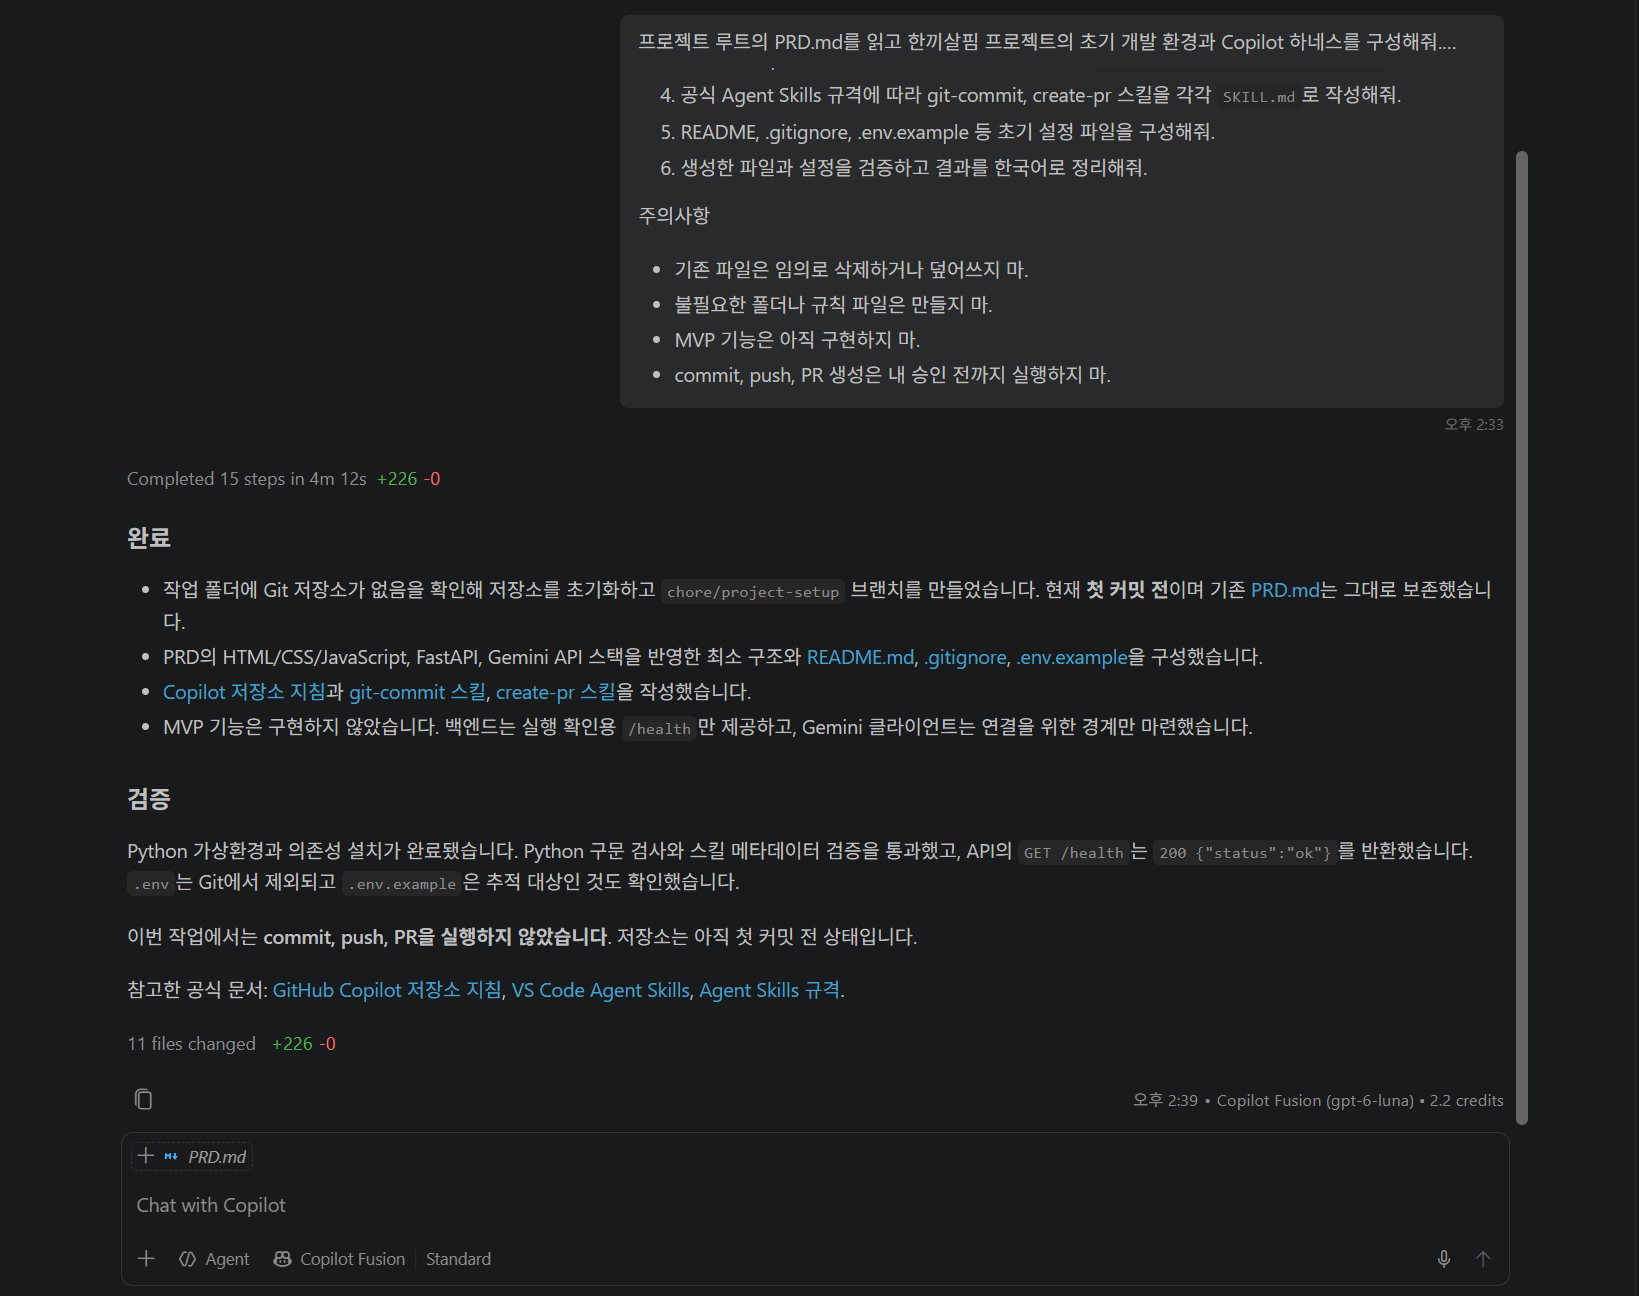 프로젝트 루트의 PRD.md를 읽고 한끼살핌 프로젝트의 초기 개발 환경과 Copilot 하네스를 구성해줘....
4. 공식 Agent Skills 규격에 따라 git-commit, create-pr 스킬을 각각 SKILL.md 로 작성해줘.
5. README, .gitignore, .env.example 등 초기 설정 파일을 구성해줘.
6. 생성한 파일과 설정을 검증하고 결과를 한국어로 정리해줘.
주의사항
• 기존 파일은 임의로 삭제하거나 덮어쓰지 마.
• 불필요한 폴더나 규칙 파일은 만들지 마.
• MVP 기능은 아직 구현하지 마.
• commit, push, PR 생성은 내 승인 전까지 실행하지 마.
오후 2:33
Completed 15 steps in 4m 12s +226 -0
완료
• 작업 폴더에 Git 저장소가 없음을 확인해 저장소를 초기화하고 chore/project-setup 브랜치를 만들었습니다. 현재 첫 커밋 전이며 기존 PRD.md는 그대로 보존했습니
다.
• PRD의 HTML/CSS/JavaScript, FastAPI, Gemini API 스택을 반영한 최소 구조와 README.md, .gitignore, .env.example을 구성했습니다.
• Copilot 저장소 지침과 git-commit 스킬, create-pr 스킬을 작성했습니다.
• MVP 기능은 구현하지 않았습니다. 백엔드는 실행 확인용 /health 만 제공하고, Gemini 클라이언트는 연결을 위한 경계만 마련했습니다.
검증
Python 가상환경과 의존성 설치가 완료됐습니다. Python 구문 검사와 스킬 메타데이터 검증을 통과했고, API의 GET /health 는 200 {"status":"ok"} 를 반환했습니다.
.env 는 Git에서 제외되고 .env.example 은 추적 대상인 것도 확인했습니다.
이번 작업에서는 commit, push, PR을 실행하지 않았습니다. 저장소는 아직 첫 커밋 전 상태입니다.
참고한 공식 문서: GitHub Copilot 저장소 지침, VS Code Agent Skills, Agent Skills 규격.
11 files changed +226 -0
오후 2:39 • Copilot Fusion (gpt-6-luna) • 2.2 credits
PRD.md
Chat with Copilot
Agent Copilot Fusion Standard